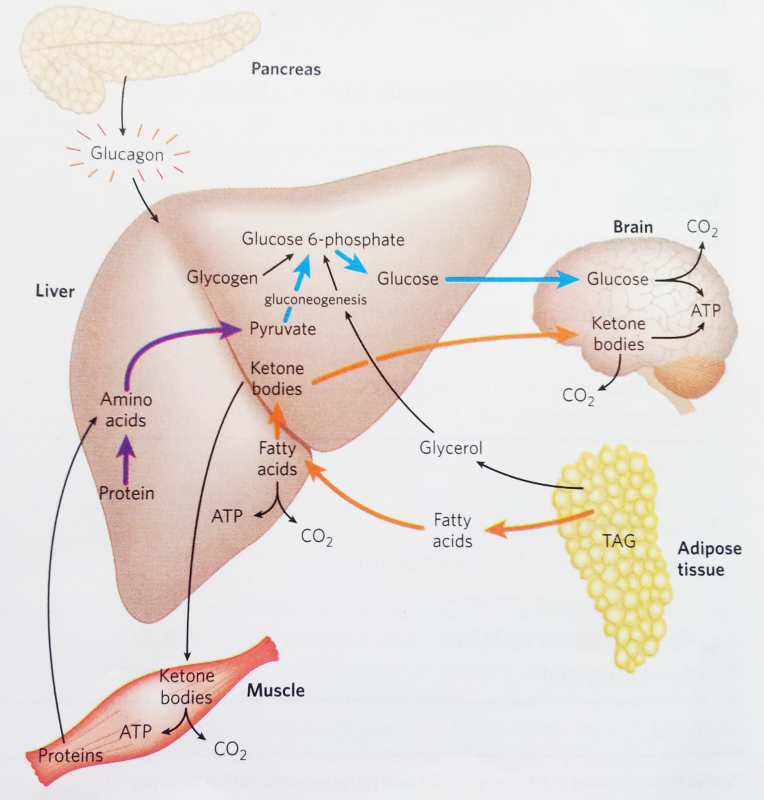 Pancreas
Glucagon
Liver
Glucose 6-phosphate
Glycogen
Glucose
gluconeogenesis
Pyruvate
Ketone
bodies
Amino
acids
Protein
Fatty
acids
ATP
CO₂
Brain
CO₂
Glucose
ATP
Ketone
bodies
CO₂
Glycerol
Fatty
acids
TAG
Adipose
tissue
Ketone
bodies
Muscle
ATP
CO₂
Proteins